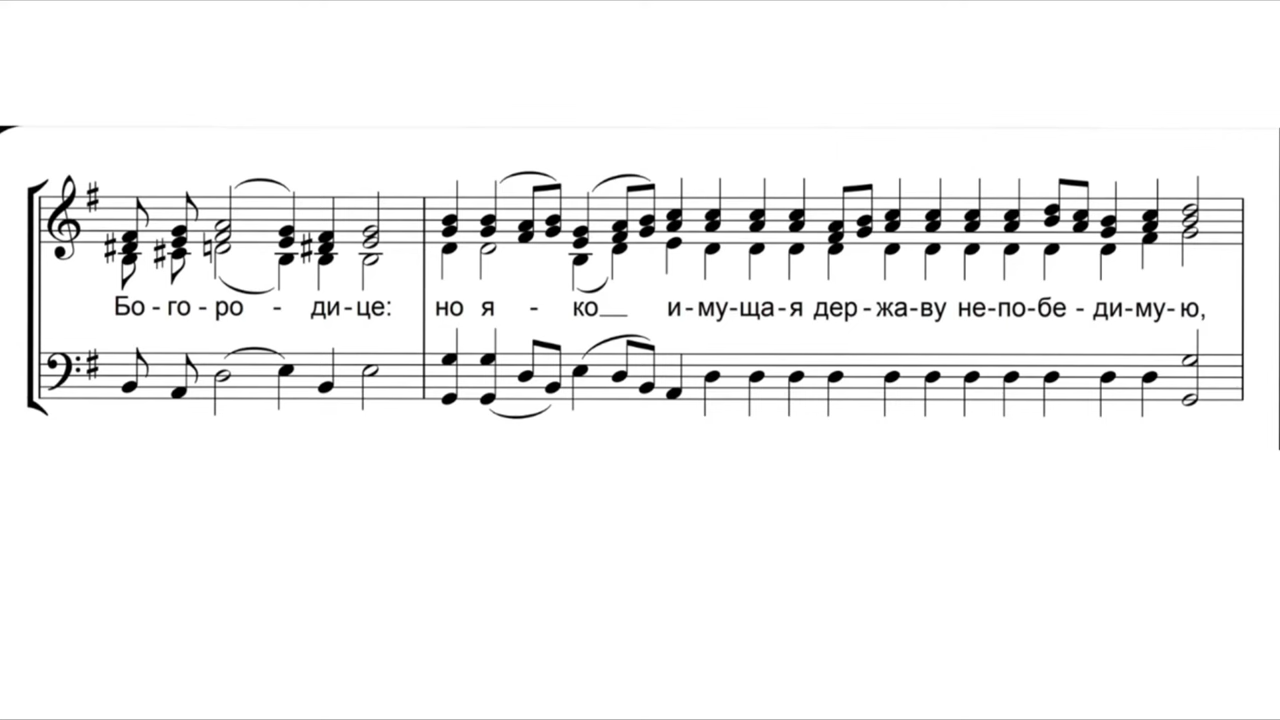 Бо - го - ро - ди - це: но я - ко__ и - му - ща - я дер - жа - ву не - по - бе - ди - му - ю,